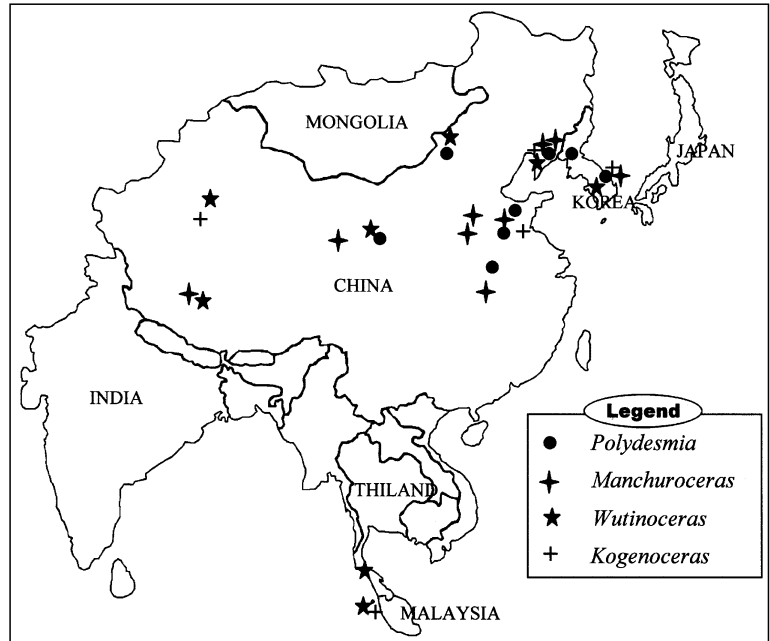 MONGOLIA
JAPAN
KOREA
CHINA
INDIA
THILAND
MALAYSIA
Legend
Polydesmia
Manchuroceras
Wutinoceras
Kogenoceras